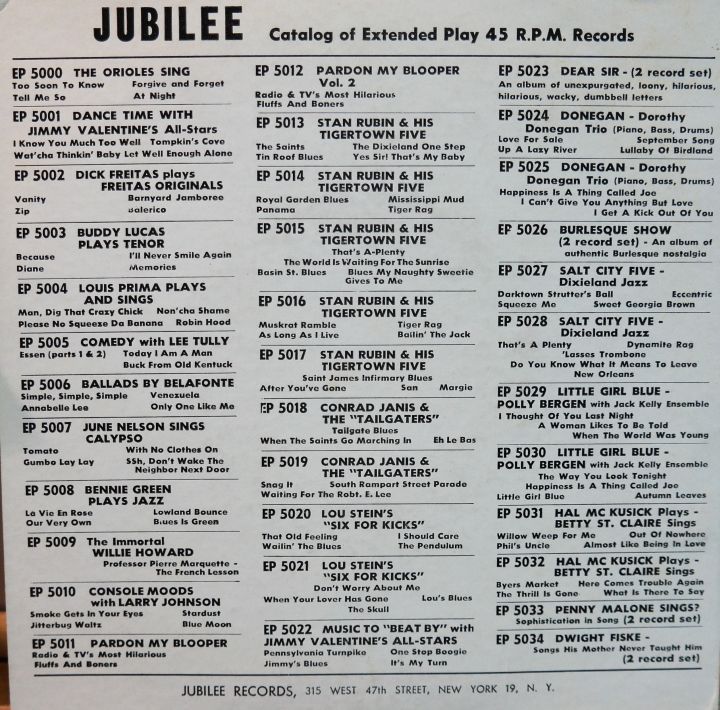 JUBILEE Catalog of Extended Play 45 R.P.M. Records
EP 5000 THE ORIOLES SING
Too Soon To Know Forgive and Forget
Tell Me So At Night
EP 5001 DANCE TIME WITH
JIMMY VALENTINE'S All-Stars
I Know You Much Too Well Tompkin's Cove
Wat'cha Thinkin' Baby Let Well Enough Alone
EP 5002 DICK FREITAS plays
FREITAS ORIGINALS
Vanity Barnyard Jamboree
Zip
EP 5003 BUDDY LUCAS
PLAYS TENOR
Because I'll Never Smile Again
Diane Memories
EP 5004 LOUIS PRIMA PLAYS
AND SINGS
Man, Dig That Crazy Chick Non'cha Shame
Please No Squeeze Da Banana Robin Hood
EP 5005 COMEDY with LEE TULLY
Essen (parts 1 & 2) Today I Am A Man
Buck From Old Kentuck
EP 5006 BALLADS BY BELAFONTE
Simple, Simple, Simple Venezuela
Annabelle Lee Only One Like Me
EP 5007 JUNE NELSON SINGS
CALYPSO
Tomato With No Clothes On
Gumbo Lay Lay SSh, Don't Wake The
Neighbor Next Door
EP 5008 BENNIE GREEN
PLAYS JAZZ
La Vie En Rose Lowland Bounce
Our Very Own Blues Is Green
EP 5009 The Immortal
WILLIE HOWARD
Professor Pierre Marquette -
The French Lesson
EP 5010 CONSOLE MOODS
with LARRY JOHNSON
Smoke Gets In Your Eyes Stardust
Jitterbug Waltz Blue Moon
EP 5011 PARDON MY BLOOPER
Radio & TV's Most Hilarious
Fluffs And Boners
EP 5012 PARDON MY BLOOPER
Vol. 2
Radio & TV's Most Hilarious
Fluffs And Boners
EP 5013 STAN RUBIN & HIS
TIGERTOWN FIVE
The Saints The Dixieland One Step
Tin Roof Blues Yes Sir! That's My Baby
EP 5014 STAN RUBIN & HIS
TIGERTOWN FIVE
Royal Garden Blues Mississippi Mud
Panama Tiger Rag
EP 5015 STAN RUBIN & HIS
TIGERTOWN FIVE
That's A-Plenty
The World Is Waiting For The Sunrise
Basin St. Blues Blues My Naughty Sweetie
Gives To Me
EP 5016 STAN RUBIN & HIS
TIGERTOWN FIVE
Muskrat Ramble Tiger Rag
As Long As I Live Bailin' The Jack
EP 5017 STAN RUBIN & HIS
TIGERTOWN FIVE
Saint James Infirmary Blues
After You've Gone San Margie
EP 5018 CONRAD JANIS &
THE "TAILGATERS"
Tailgate Blues
When The Saints Go Marching In Eh Le Bas
EP 5019 CONRAD JANIS &
THE "TAILGATERS"
Snag It South Rampart Street Parade
Waiting For The Robt. E. Lee
EP 5020 LOU STEIN'S
"SIX FOR KICKS"
That Old Feeling I Should Care
Wailin' The Blues The Pendulum
EP 5021 LOU STEIN'S
"SIX FOR KICKS"
Don't Worry About Me
When Your Lover Has Gone Lou's Blues
The Skull
EP 5022 MUSIC TO "BEAT BY" with
JIMMY VALENTINE'S ALL-STARS
Pennsylvania Turnpike One Stop Boogie
Jimmy's Blues It's My Turn
EP 5023 DEAR SIR - (2 record set)
An album of unexpurgated, loony, hilarious,
hilarious, wacky, dumbbell letters
EP 5024 DONEGAN - Dorothy
Donegan Trio (Piano, Bass, Drums)
Love For Sale September Song
Up A Lazy River Lullaby Of Birdland
EP 5025 DONEGAN - Dorothy
Donegan Trio (Piano, Bass, Drums)
Happiness Is A Thing Called Joe
I Can't Give You Anything But Love
I Get A Kick Out Of You
EP 5026 BURLESQUE SHOW
(2 record set) - An album of
authentic Burlesque nostalgia
EP 5027 SALT CITY FIVE -
Dixieland Jazz
Darktown Strutter's Ball Eccentric
Squeeze Me Sweet Georgia Brown
EP 5028 SALT CITY FIVE -
Dixieland Jazz
That's A Plenty Dynamite Rag
'Lasses Trombone
Do You Know What It Means To Leave
New Orleans
EP 5029 LITTLE GIRL BLUE -
POLLY BERGEN with Jack Kelly Ensemble
I Thought Of You Last Night
A Woman Likes To Be Told
When The World Was Young
EP 5030 LITTLE GIRL BLUE -
POLLY BERGEN with Jack Kelly Ensemble
The Way You Look Tonight
Happiness Is A Thing Called Joe
Little Girl Blue Autumn Leaves
EP 5031 HAL MC KUSICK Plays -
BETTY ST. CLAIRE Sings
Willow Weep For Me Out Of Nowhere
Phil's Uncle Almost Like Being In Love
EP 5032 HAL MC KUSICK Plays -
BETTY ST. CLAIRE Sings
Byers Market Here Comes Trouble Again
The Thrill Is Gone What Is There To Say
EP 5033 PENNY MALONE SINGS?
Sophistication in Song (2 record set)
EP 5034 DWIGHT FISKE -
Songs His Mother Never Taught Him
(2 record set)
JUBILEE RECORDS, 315 WEST 47th STREET, NEW YORK 19, N. Y.